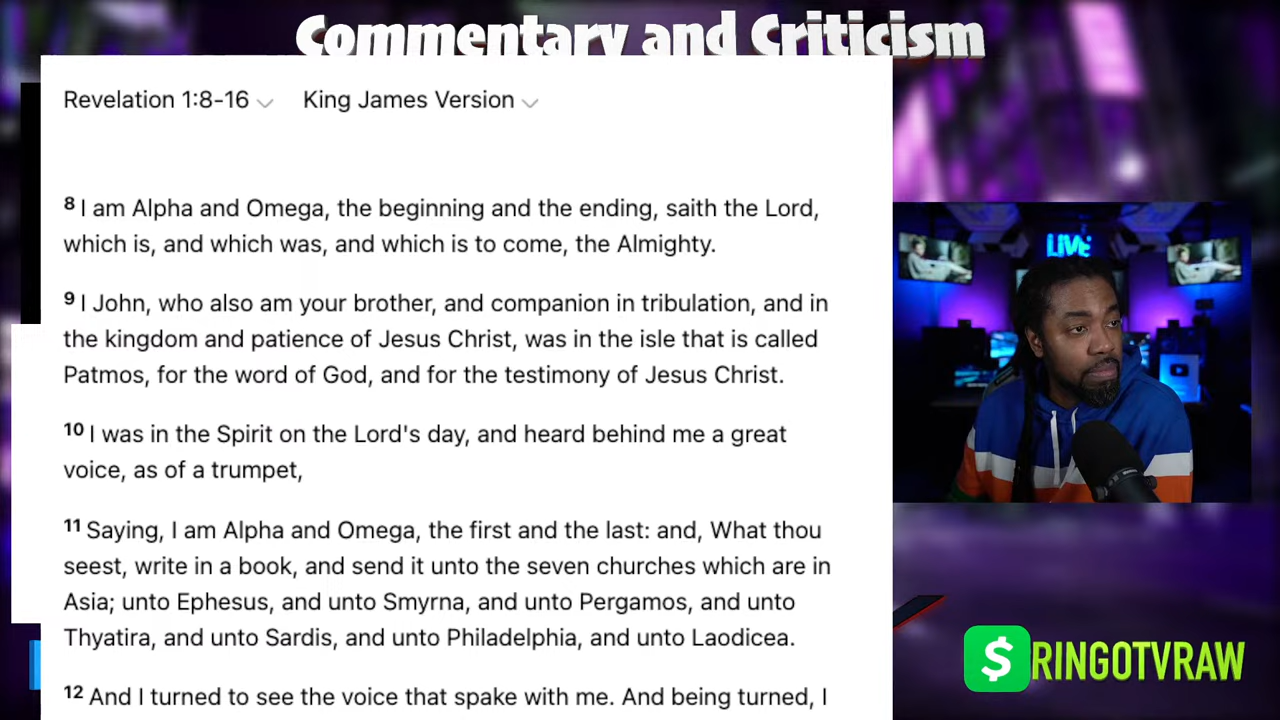 Commentary and Criticism
Revelation 1:8-16 King James Version
8 I am Alpha and Omega, the beginning and the ending, saith the Lord,
which is, and which was, and which is to come, the Almighty.
9 I John, who also am your brother, and companion in tribulation, and in
the kingdom and patience of Jesus Christ, was in the isle that is called
Patmos, for the word of God, and for the testimony of Jesus Christ.
10 I was in the Spirit on the Lord's day, and heard behind me a great
voice, as of a trumpet,
11 Saying, I am Alpha and Omega, the first and the last: and, What thou
seest, write in a book, and send it unto the seven churches which are in
Asia; unto Ephesus, and unto Smyrna, and unto Pergamos, and unto
Thyatira, and unto Sardis, and unto Philadelphia, and unto Laodicea.
12 And I turned to see the voice that spake with me. And being turned, I
LIVE
$RINGOTVRAW